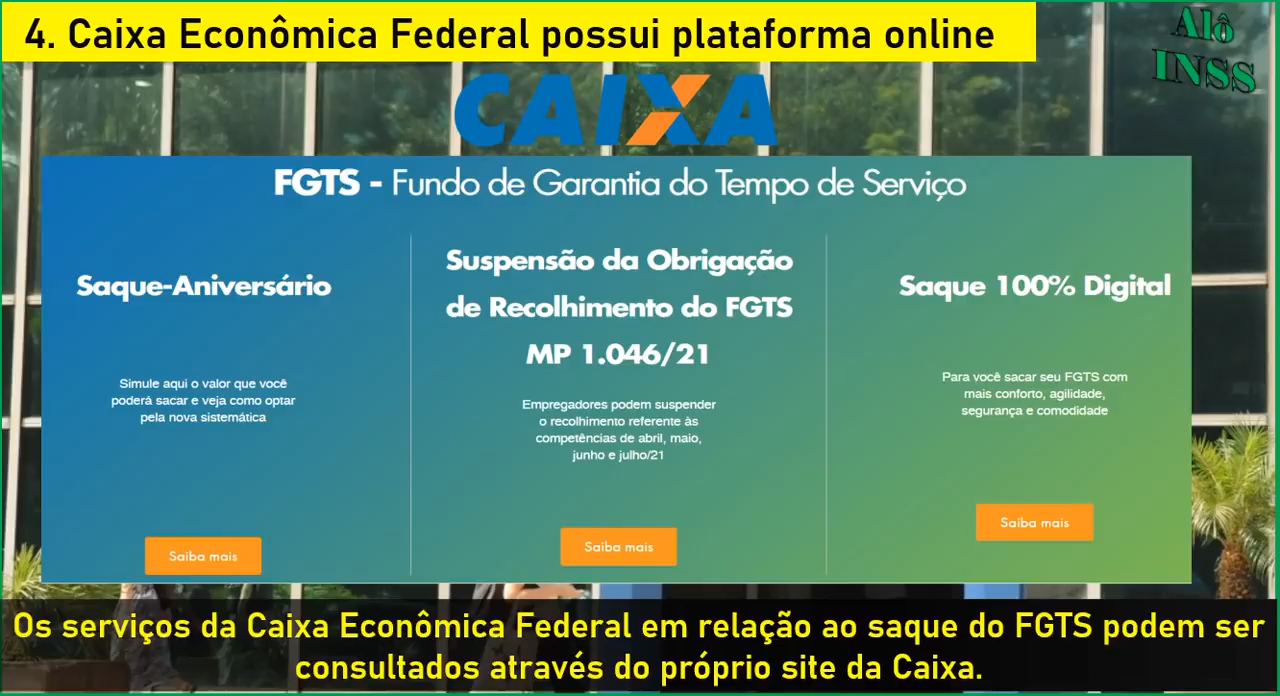 4. Caixa Econômica Federal possui plataforma online
Alô
INSS
CAIXA
FGTS - Fundo de Garantia do Tempo de Serviço
Saque-Aniversário
Simule aqui o valor que você
poderá sacar e veja como optar
pela nova sistemática
Saiba mais
Suspensão da Obrigação
de Recolhimento do FGTS
MP 1.046/21
Empregadores podem suspender
o recolhimento referente às
competências de abril, maio,
junho e julho/21
Saiba mais
Saque 100% Digital
Para você sacar seu FGTS com
mais conforto, agilidade,
segurança e comodidade
Saiba mais
Os serviços da Caixa Econômica Federal em relação ao saque do FGTS podem ser
consultados através do próprio site da Caixa.